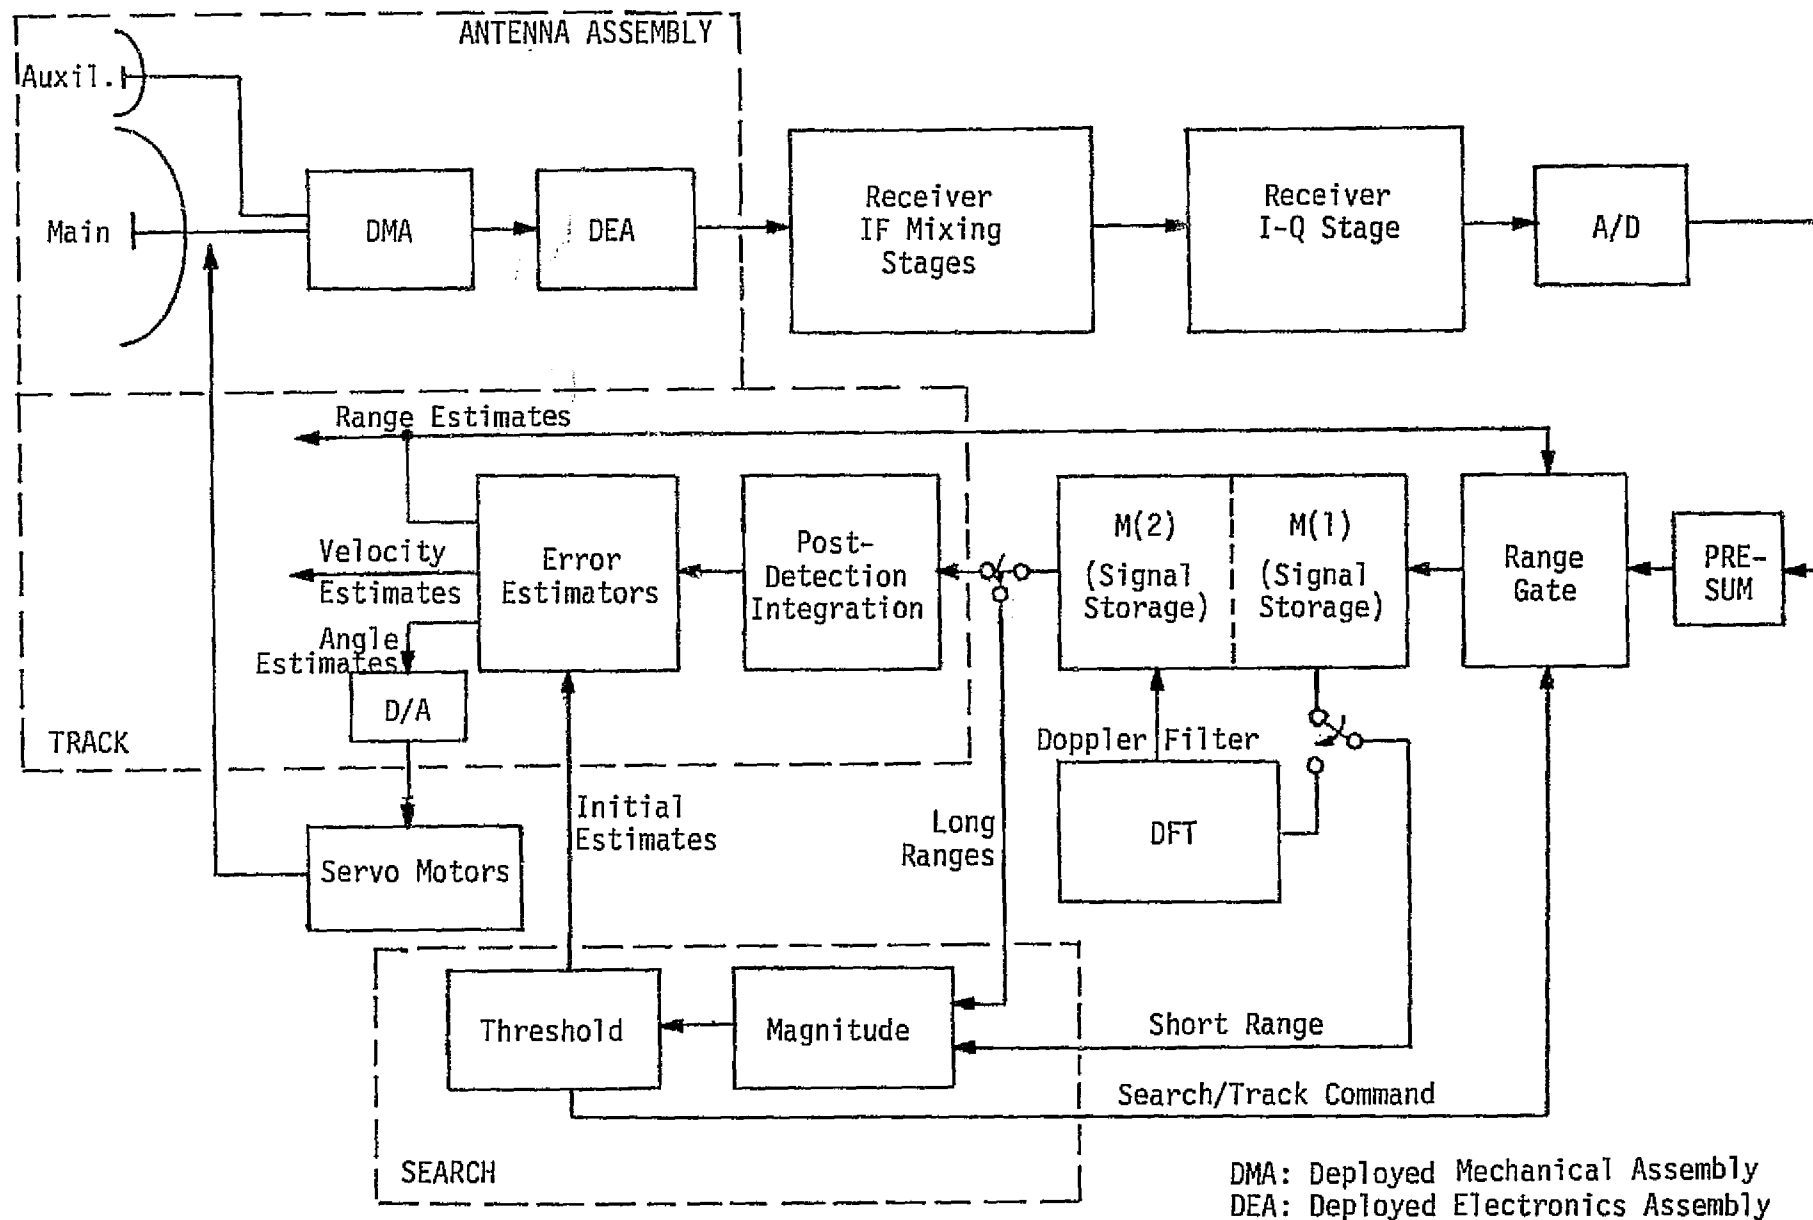 ANTENNA ASSEMBLY
Auxil.
Main
DMA
DEA
Receiver
IF Mixing
Stages
Receiver
I-Q Stage
A/D
Range Estimates
Velocity
Estimates
Angle
Estimates
Error
Estimators
Post-
Detection
Integration
M(2)
(Signal
Storage)
M(1)
(Signal
Storage)
Range
Gate
PRE-
SUM
D/A
TRACK
Doppler Filter
DFT
Initial
Estimates
Long
Ranges
Servo Motors
Threshold
Magnitude
Short Range
Search/Track Command
SEARCH
DMA: Deployed Mechanical Assembly
DEA: Deployed Electronics Assembly